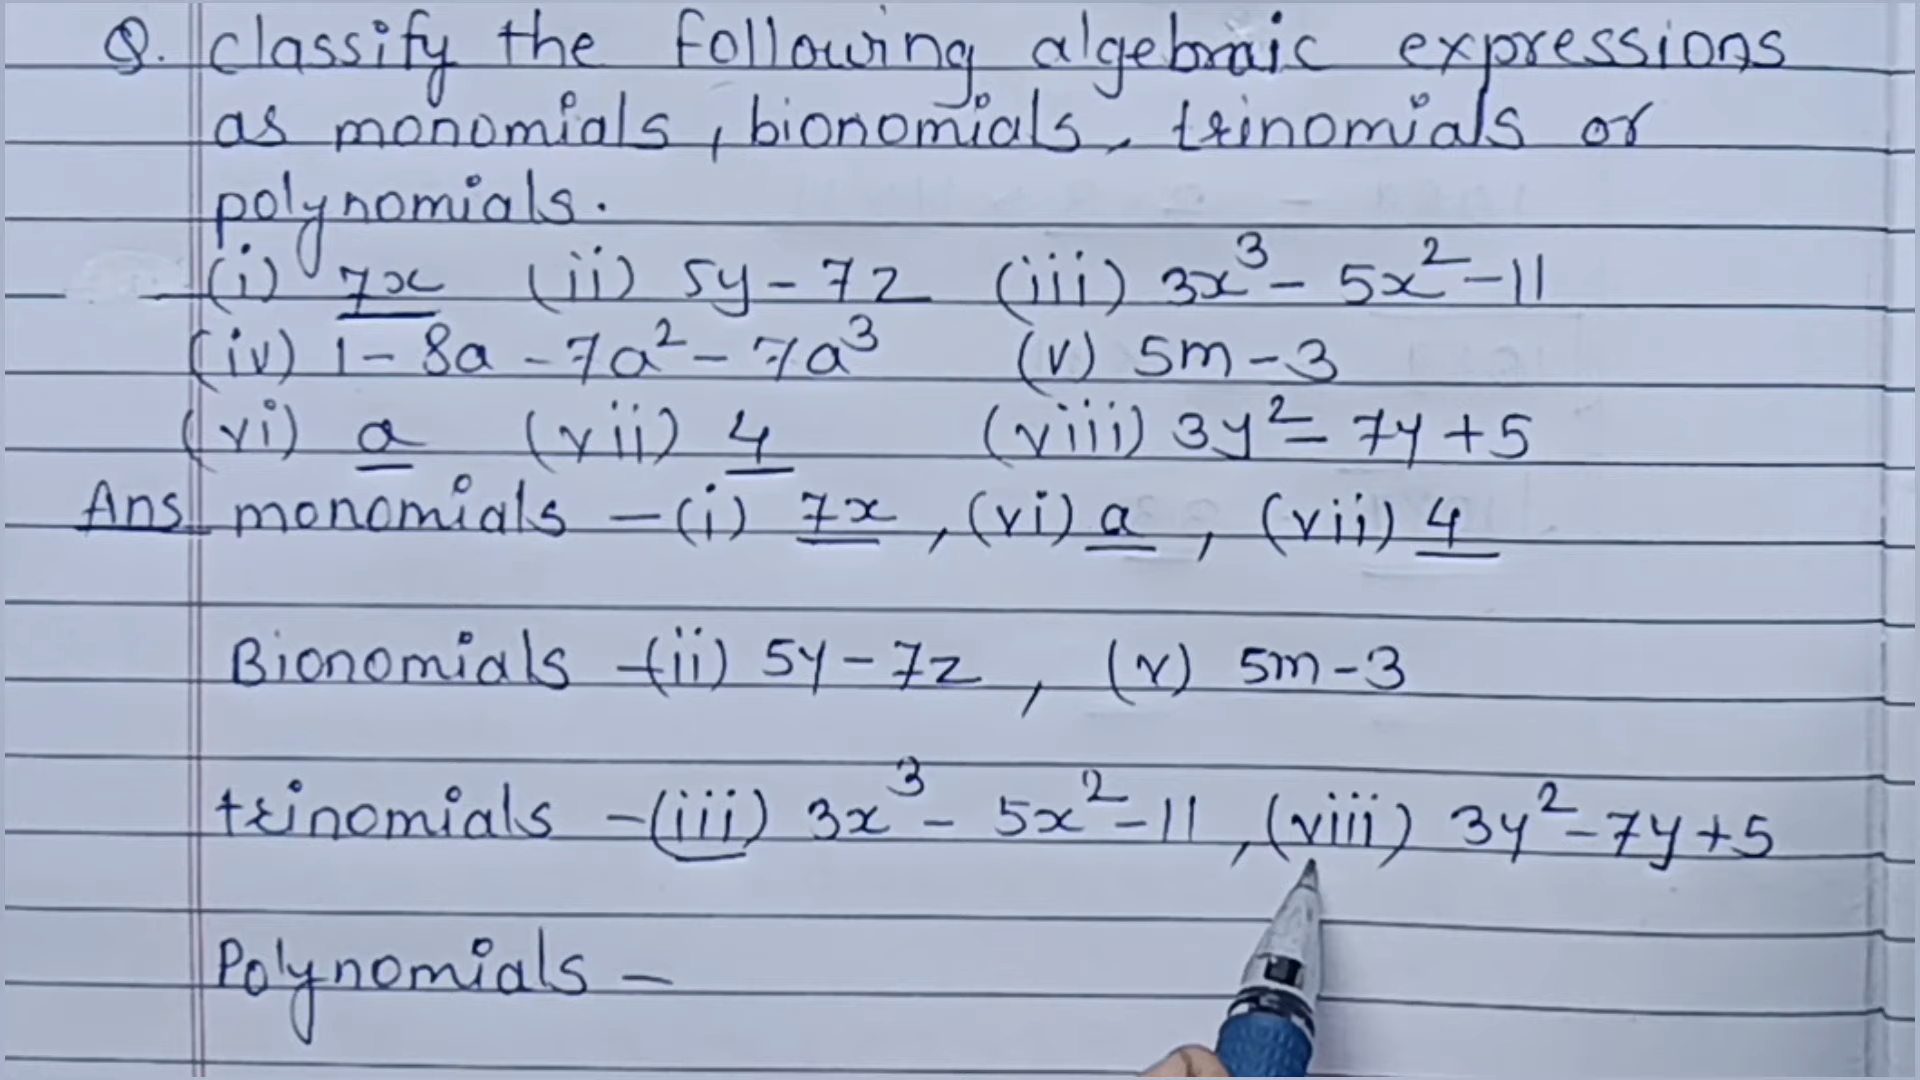 Q. classify the following algebraic expressions
as monomials, bionomials, trinomials or
polynomials.
(i) 7x (ii) 5y - 7z (iii) 3x³ - 5x² - 11
(iv) 1 - 8a - 7a² - 7a³ (v) 5m - 3
(vi) a (vii) 4 (viii) 3y² - 7y + 5
Ans monomials - (i) 7x, (vi) a, (vii) 4
Bionomials - (ii) 5y - 7z, (v) 5m - 3
trinomials - (iii) 3x³ - 5x² - 11, (viii) 3y² - 7y + 5
Polynomials -